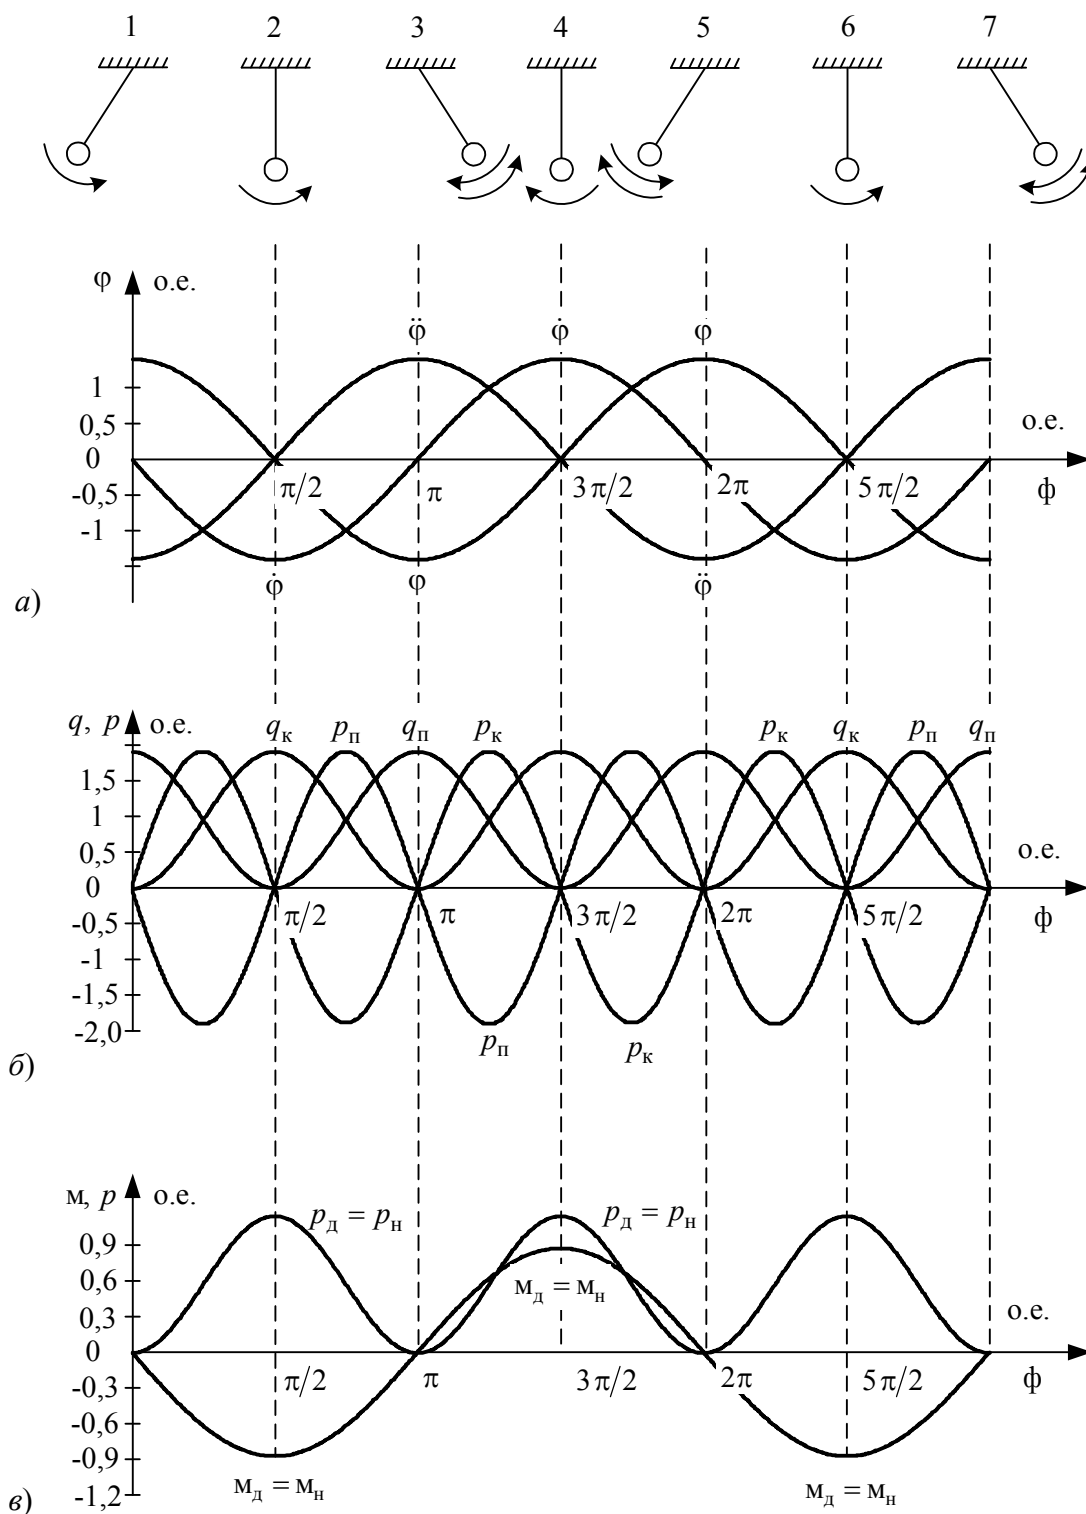 1 2 3 4 5 6 7
φ о.е.
φ̈ φ̇ φ
1
0,5
о.е.
0
-0,5
π/2 π 3π/2 2π 5π/2 ф
-1
φ̇ φ φ̈
а)
q, p о.е. qк pп qп pк pк qк pп qп
1,5
1
0,5
о.е.
0
-0,5
π/2 π 3π/2 2π 5π/2 ф
-1
-1,5
-2,0
pп pк
б)
м, p о.е.
pд = pн pд = pн
0,9
0,6
мд = мн
0,3
о.е.
0
-0,3
π/2 π 3π/2 2π 5π/2 ф
-0,6
-0,9
мд = мн мд = мн
-1,2
в)